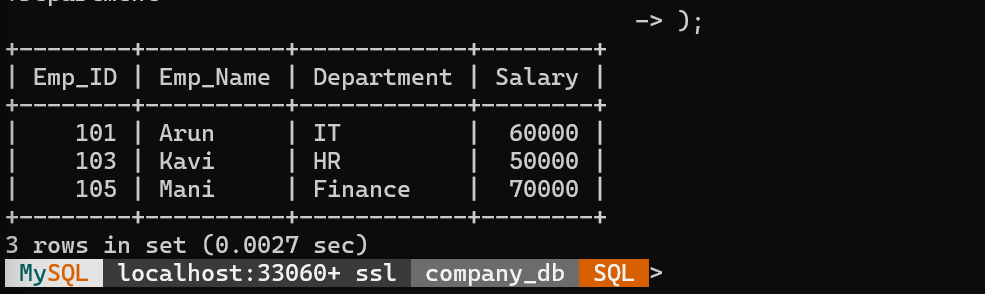 -> );
+--------+----------+------------+--------+
| Emp_ID | Emp_Name | Department | Salary |
+--------+----------+------------+--------+
|    101 | Arun     | IT         |  60000 |
|    103 | Kavi     | HR         |  50000 |
|    105 | Mani     | Finance    |  70000 |
+--------+----------+------------+--------+
3 rows in set (0.0027 sec)
MySQL localhost:33060+ ssl company_db SQL >